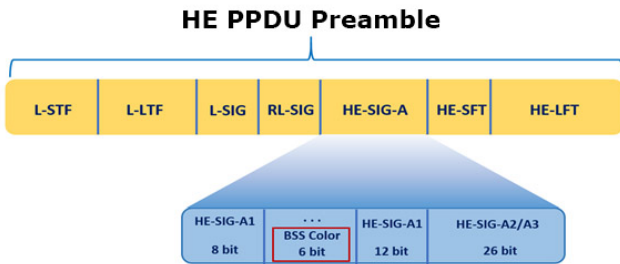 HE PPDU Preamble
L-STF L-LTF L-SIG RL-SIG HE-SIG-A HE-SFT HE-LFT
HE-SIG-A1 ... HE-SIG-A1 HE-SIG-A2/A3
BSS Color
8 bit 6 bit 12 bit 26 bit